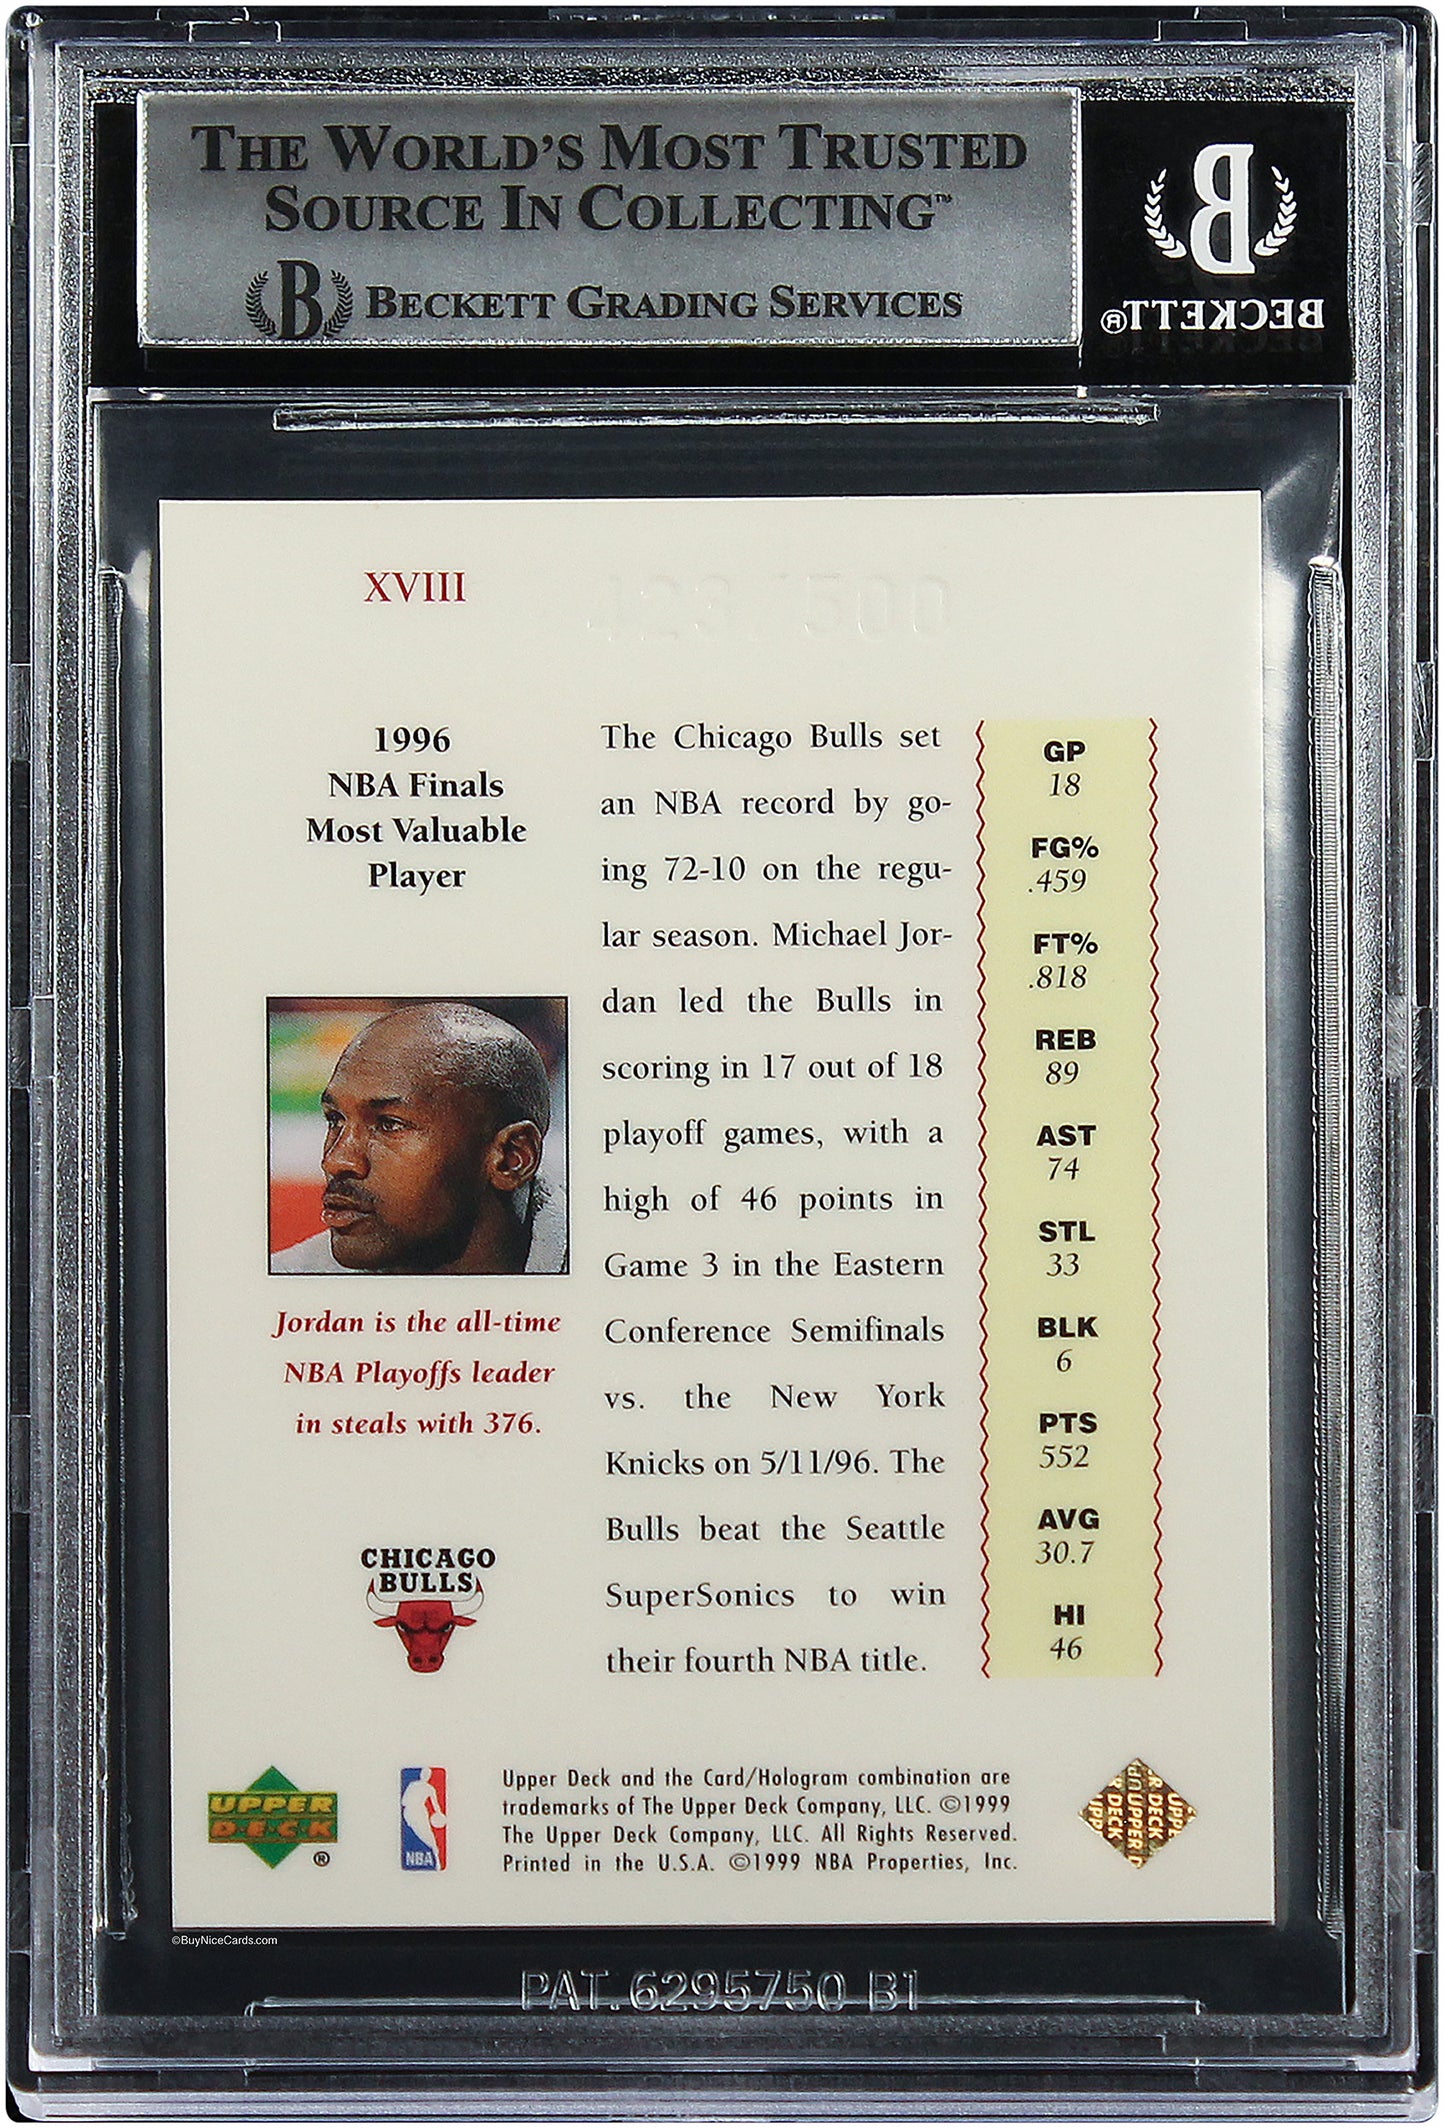 THE WORLD'S MOST TRUSTED
SOURCE IN COLLECTING™
B BECKETT GRADING SERVICES
B
BECKETT®
XVIII
1996
NBA Finals
Most Valuable
Player
Jordan is the all-time
NBA Playoffs leader
in steals with 376.
CHICAGO
BULLS
The Chicago Bulls set
an NBA record by go-
ing 72-10 on the regu-
lar season. Michael Jor-
dan led the Bulls in
scoring in 17 out of 18
playoff games, with a
high of 46 points in
Game 3 in the Eastern
Conference Semifinals
vs. the New York
Knicks on 5/11/96. The
Bulls beat the Seattle
SuperSonics to win
their fourth NBA title.
GP
18
FG%
.459
FT%
.818
REB
89
AST
74
STL
33
BLK
6
PTS
552
AVG
30.7
HI
46
UPPER
DECK
®
NBA
Upper Deck and the Card/Hologram combination are
trademarks of The Upper Deck Company, LLC. ©1999
The Upper Deck Company, LLC. All Rights Reserved.
Printed in the U.S.A. ©1999 NBA Properties, Inc.
UPPER DECK
©BuyNiceCards.com
PAT. 6295750 B1